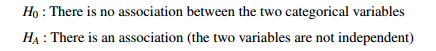 H₀ : There is no association between the two categorical variables
H_A : There is an association (the two variables are not independent)